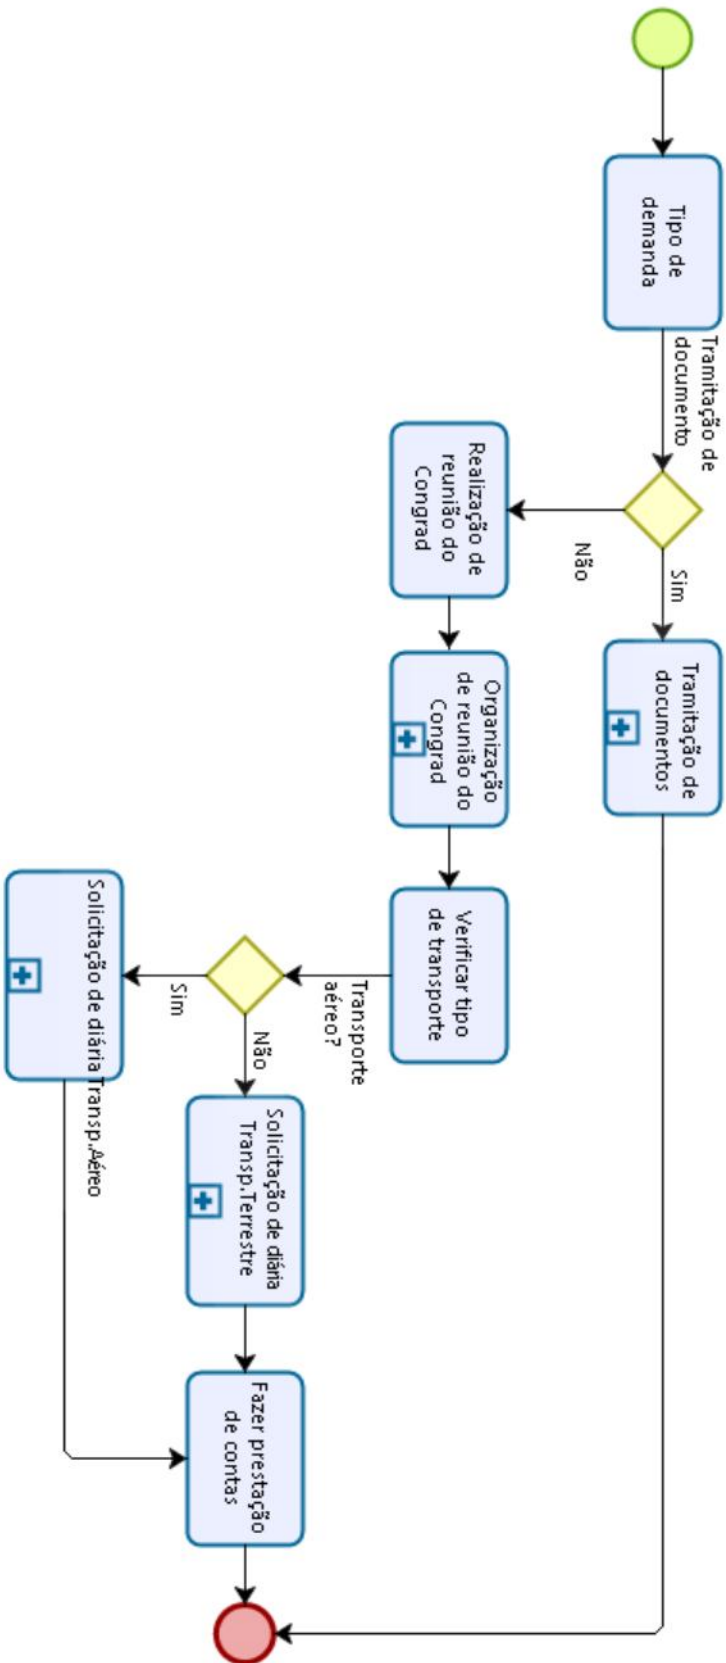 Tipo de
demanda
Tramitação de
documento
Sim
Tramitação de
documentos
Não
Realização de
reunião do
Congrad
Organização
de reunião do
Congrad
Verificar tipo
de transporte
Transporte
aéreo?
Não
Solicitação de diária
Transp.Terrestre
Sim
Solicitação de diária Transp.Aéreo
Fazer prestação
de contas